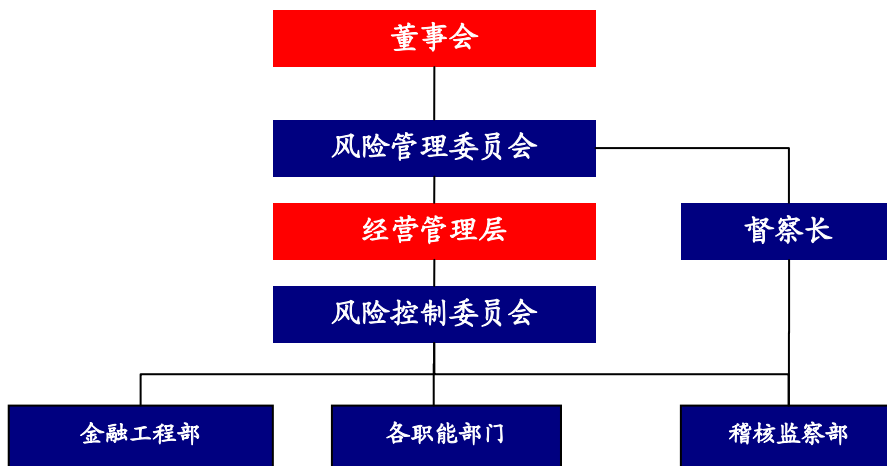 董事会
风险管理委员会
经营管理层
督察长
风险控制委员会
金融工程部
各职能部门
稽核监察部